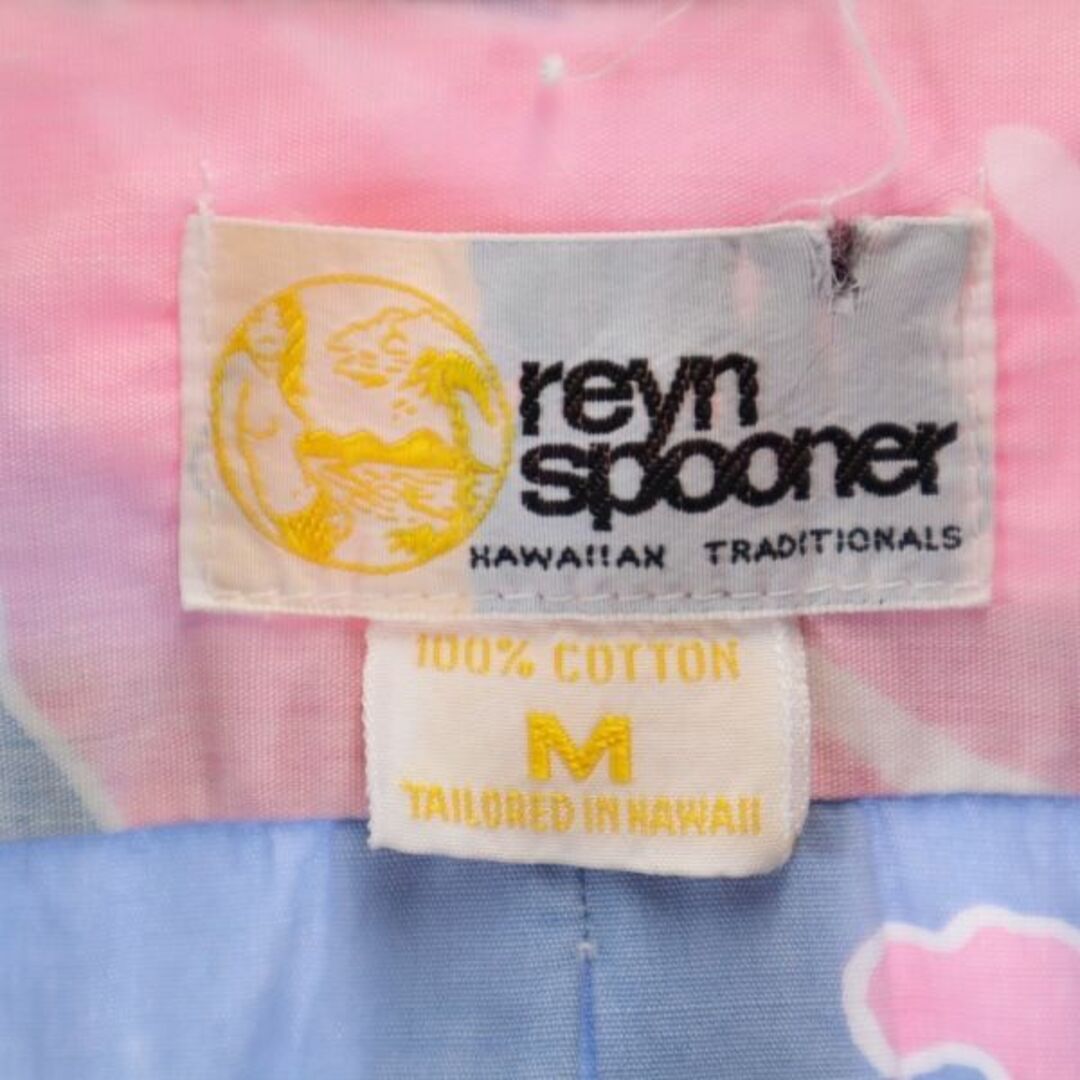 reyn
spooner
HAWAIIAN TRADITIONALS
100% COTTON
M
TAILORED IN HAWAII